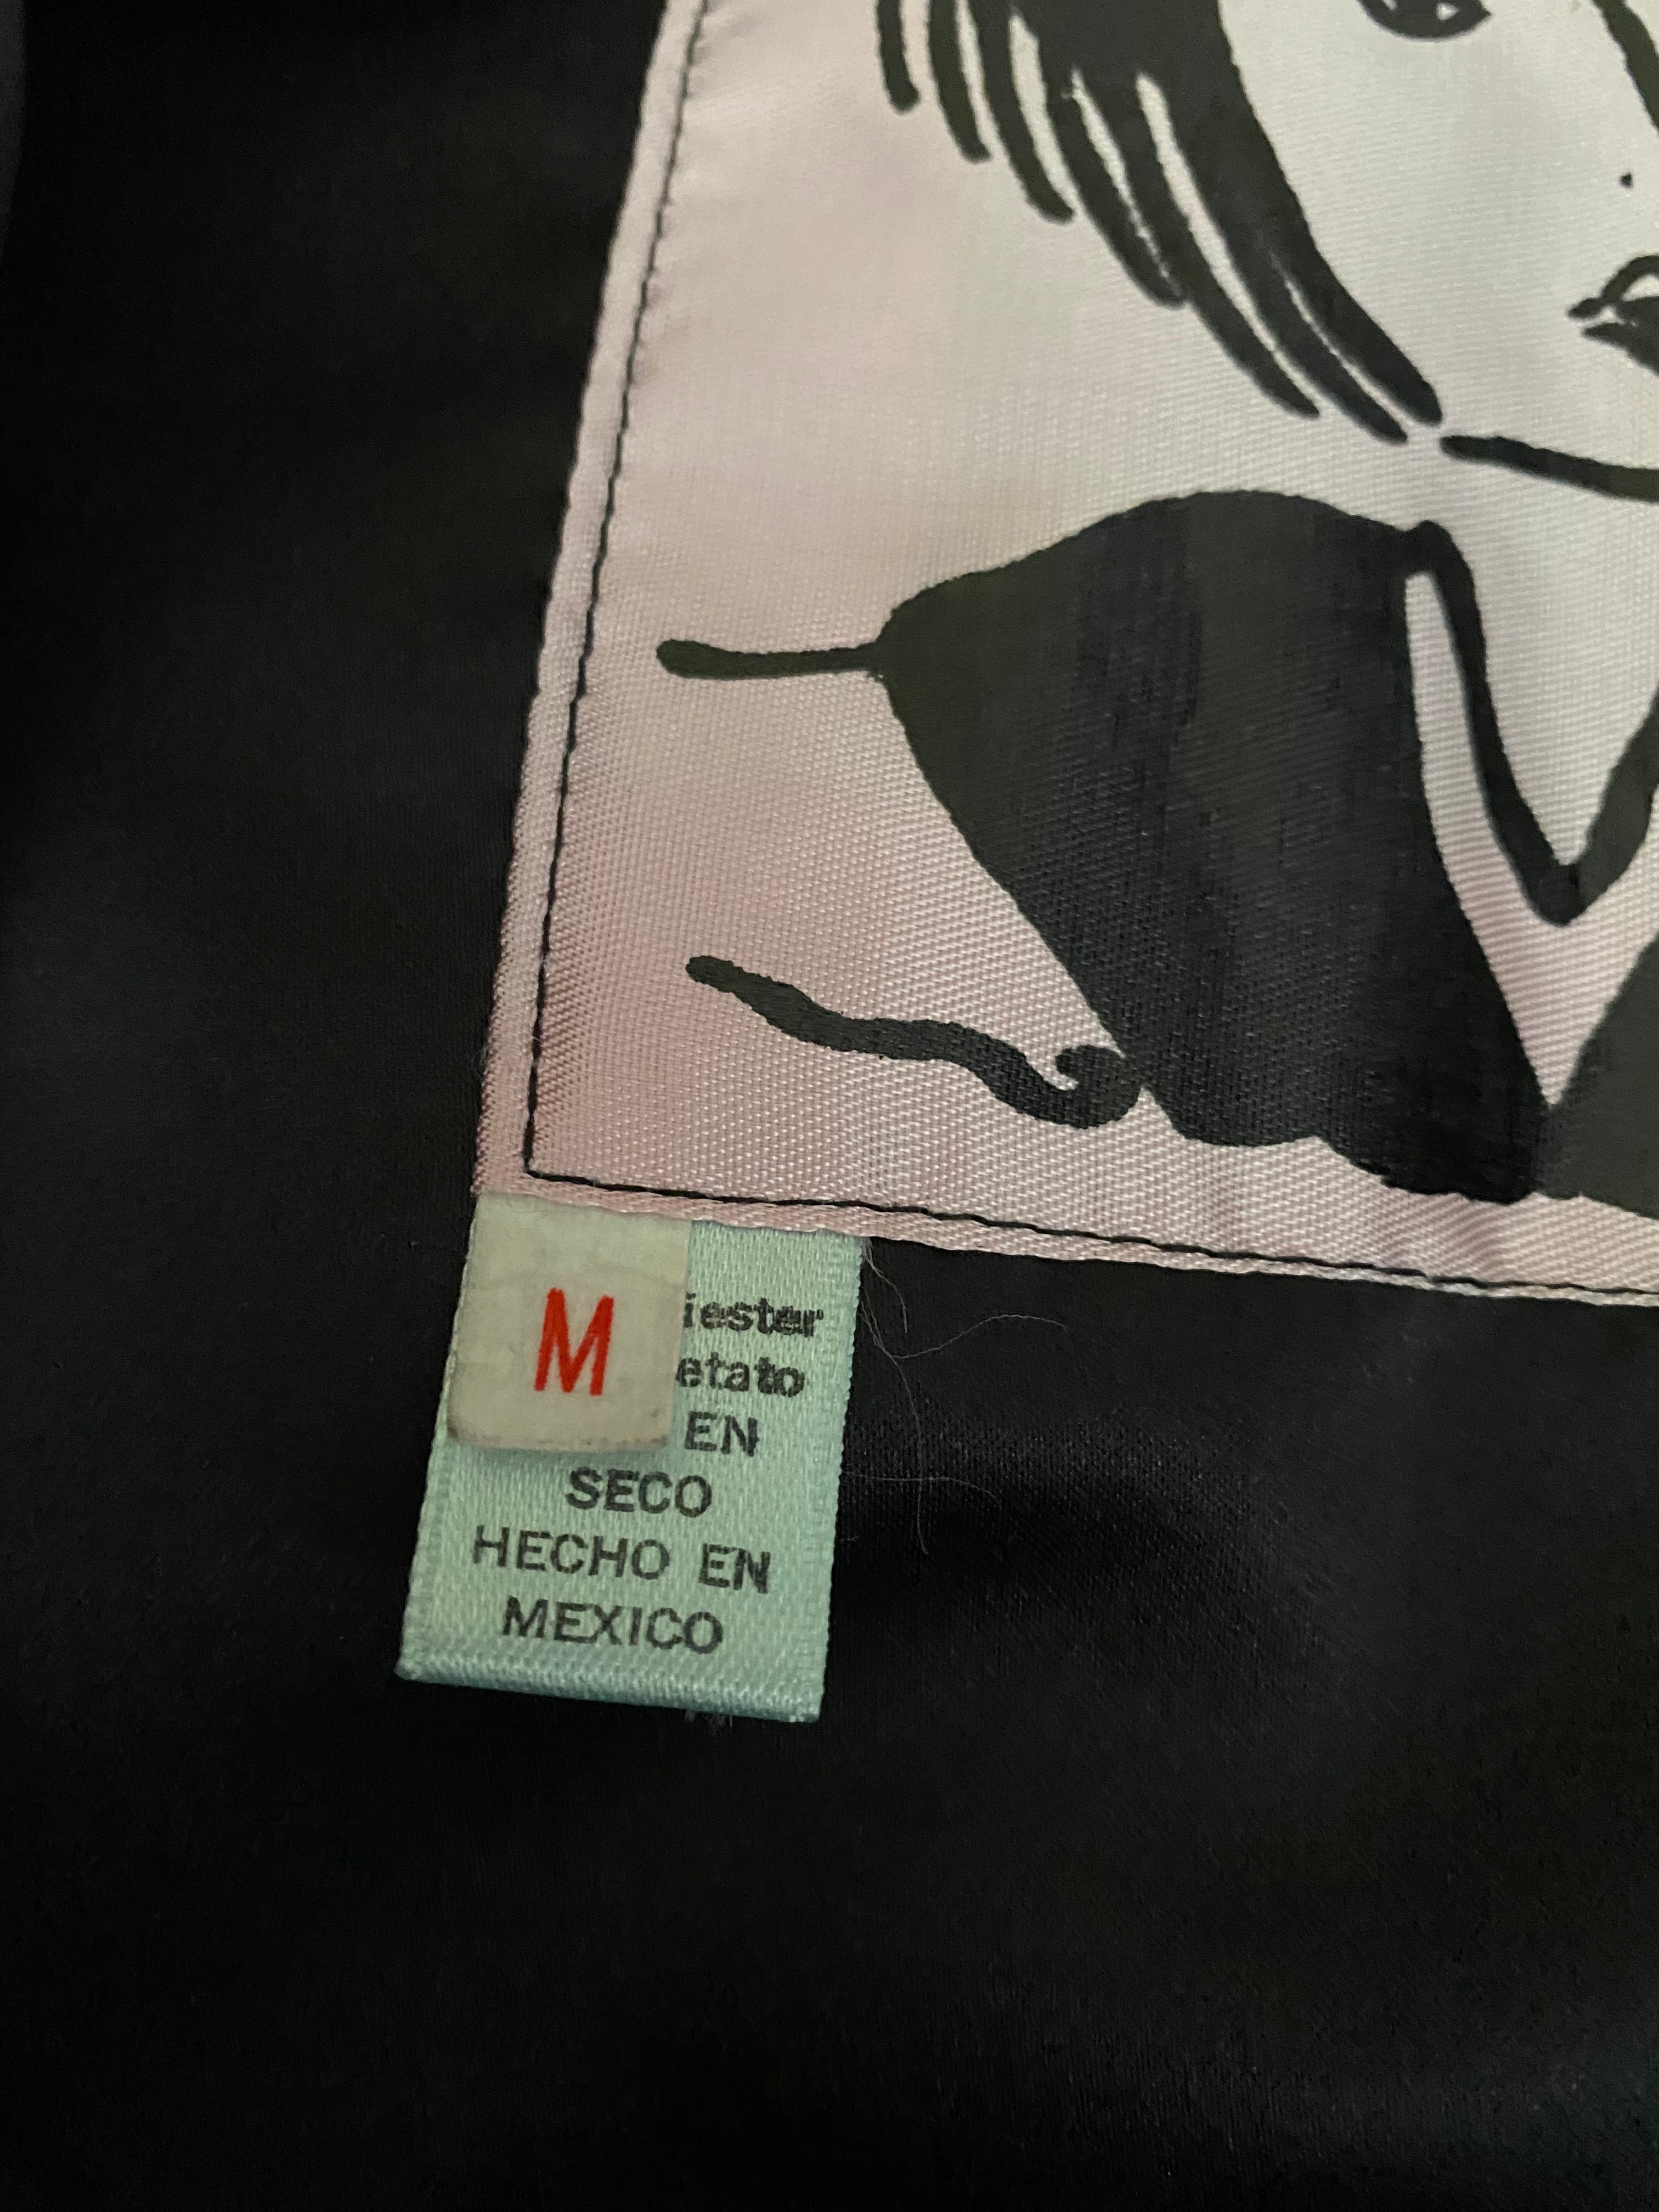 M
iester
etato
EN
SECO
HECHO EN
MEXICO